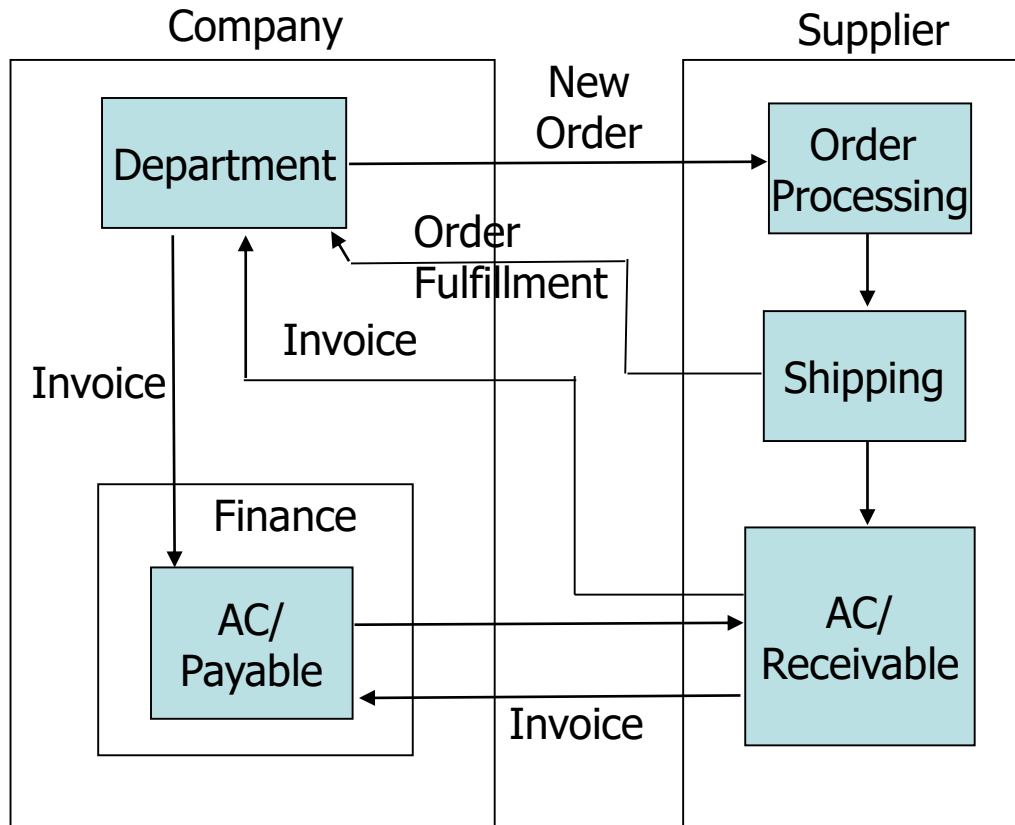 Company
Supplier
New
Order
Department
Order
Processing
Order
Fulfillment
Invoice
Invoice
Shipping
Finance
AC/
Payable
AC/
Receivable
Invoice